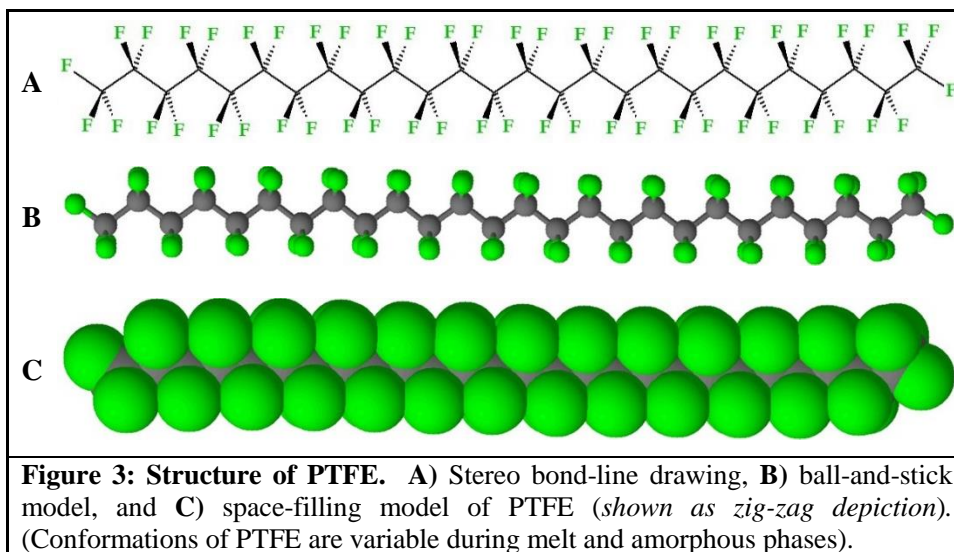 F F F F F F F F F F F F F F F F F F F F F F F F F F
F
A
F
F F F F F F F F F F F F F F F F F F F F F F F F F F
B
C
Figure 3: Structure of PTFE. A) Stereo bond-line drawing, B) ball-and-stick
model, and C) space-filling model of PTFE (shown as zig-zag depiction).
(Conformations of PTFE are variable during melt and amorphous phases).